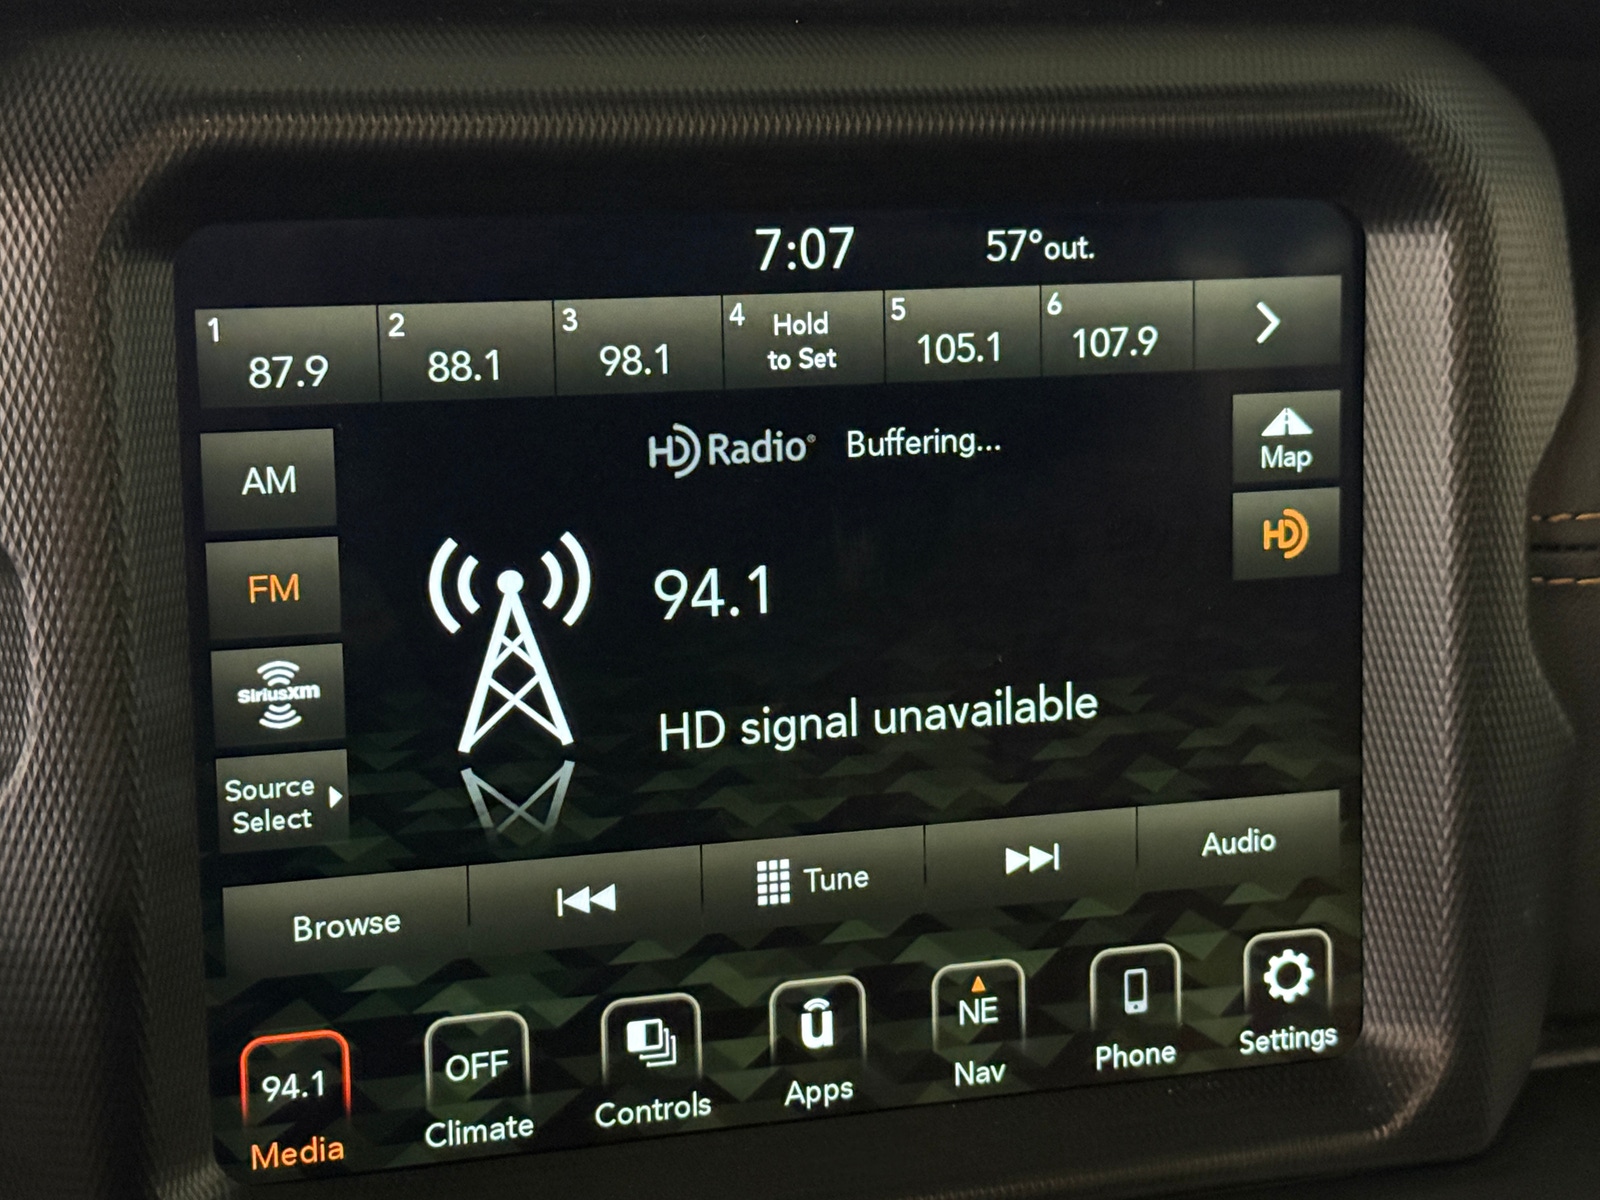 7:07 57°out.
1 87.9
2 88.1
3 98.1
4 Hold
to Set
5 105.1
6 107.9
AM
HD Radio® Buffering...
Map
HD
FM
94.1
SiriusXM
HD signal unavailable
Source
Select
Browse
Tune
Audio
94.1
Media
OFF
Climate
Controls
u
Apps
NE
Nav
Phone
Settings